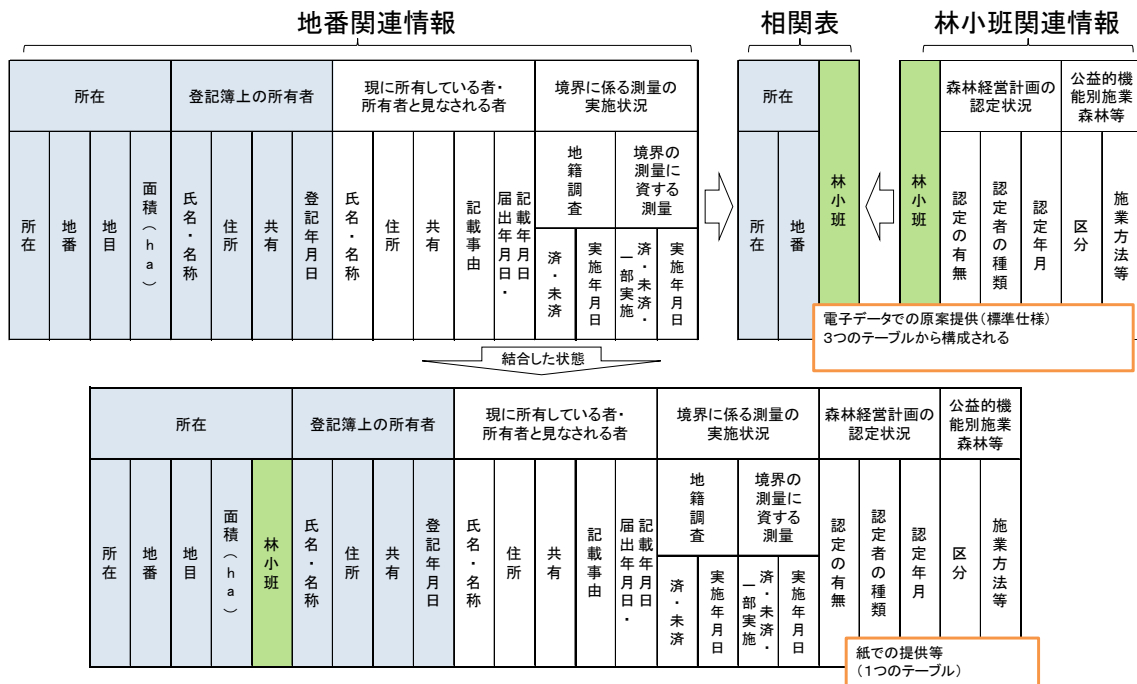 地番関連情報
相関表
林小班関連情報
所在
登記簿上の所有者
現に所有している者・
所有者と見なされる者
境界に係る測量の
実施状況
地籍調査
境界の
測量に
資する
測量
所在
地番
地目
面積(ha)
氏名・名称
住所
共有
登記年月日
氏名・名称
住所
共有
記載事由
届出年月日・
記載年月日
済・未済
実施年月日
済・未済・
一部実施
実施年月日
所在
林小班
所在
地番
林小班
森林経営計画の
認定状況
公益的機
能別施業
森林等
認定の有無
認定者の種類
認定年月
区分
施業方法等
電子データでの原案提供(標準仕様)
3つのテーブルから構成される
結合した状態
所在
登記簿上の所有者
現に所有している者・
所有者と見なされる者
境界に係る測量の
実施状況
森林経営計画の
認定状況
公益的機
能別施業
森林等
地籍調査
境界の
測量に
資する
測量
所在
地番
地目
面積(ha)
林小班
氏名・名称
住所
共有
登記年月日
氏名・名称
住所
共有
記載事由
届出年月日・
記載年月日
済・未済
実施年月日
済・未済・
一部実施
実施年月日
認定の有無
認定者の種類
認定年月
区分
施業方法等
紙での提供等
(1つのテーブル)